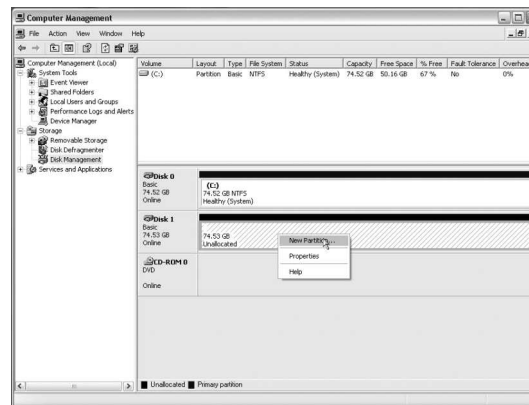 Computer Management
File Action View Window Help
Computer Management (Local)
System Tools
Event Viewer
Shared Folders
Local Users and Groups
Performance Logs and Alerts
Device Manager
Storage
Removable Storage
Disk Defragmenter
Disk Management
Services and Applications
Volume Layout Type File System Status Capacity Free Space % Free Fault Tolerance Overhea
(C:) Partition Basic NTFS Healthy (System) 74.52 GB 50.16 GB 67 % No 0%
Disk 0
Basic
74.52 GB
Online
(C:)
74.52 GB NTFS
Healthy (System)
Disk 1
Basic
74.53 GB
Online
74.53 GB
Unallocated
New Partition...
Properties
Help
CD-ROM 0
DVD
Online
Unallocated Primary partition